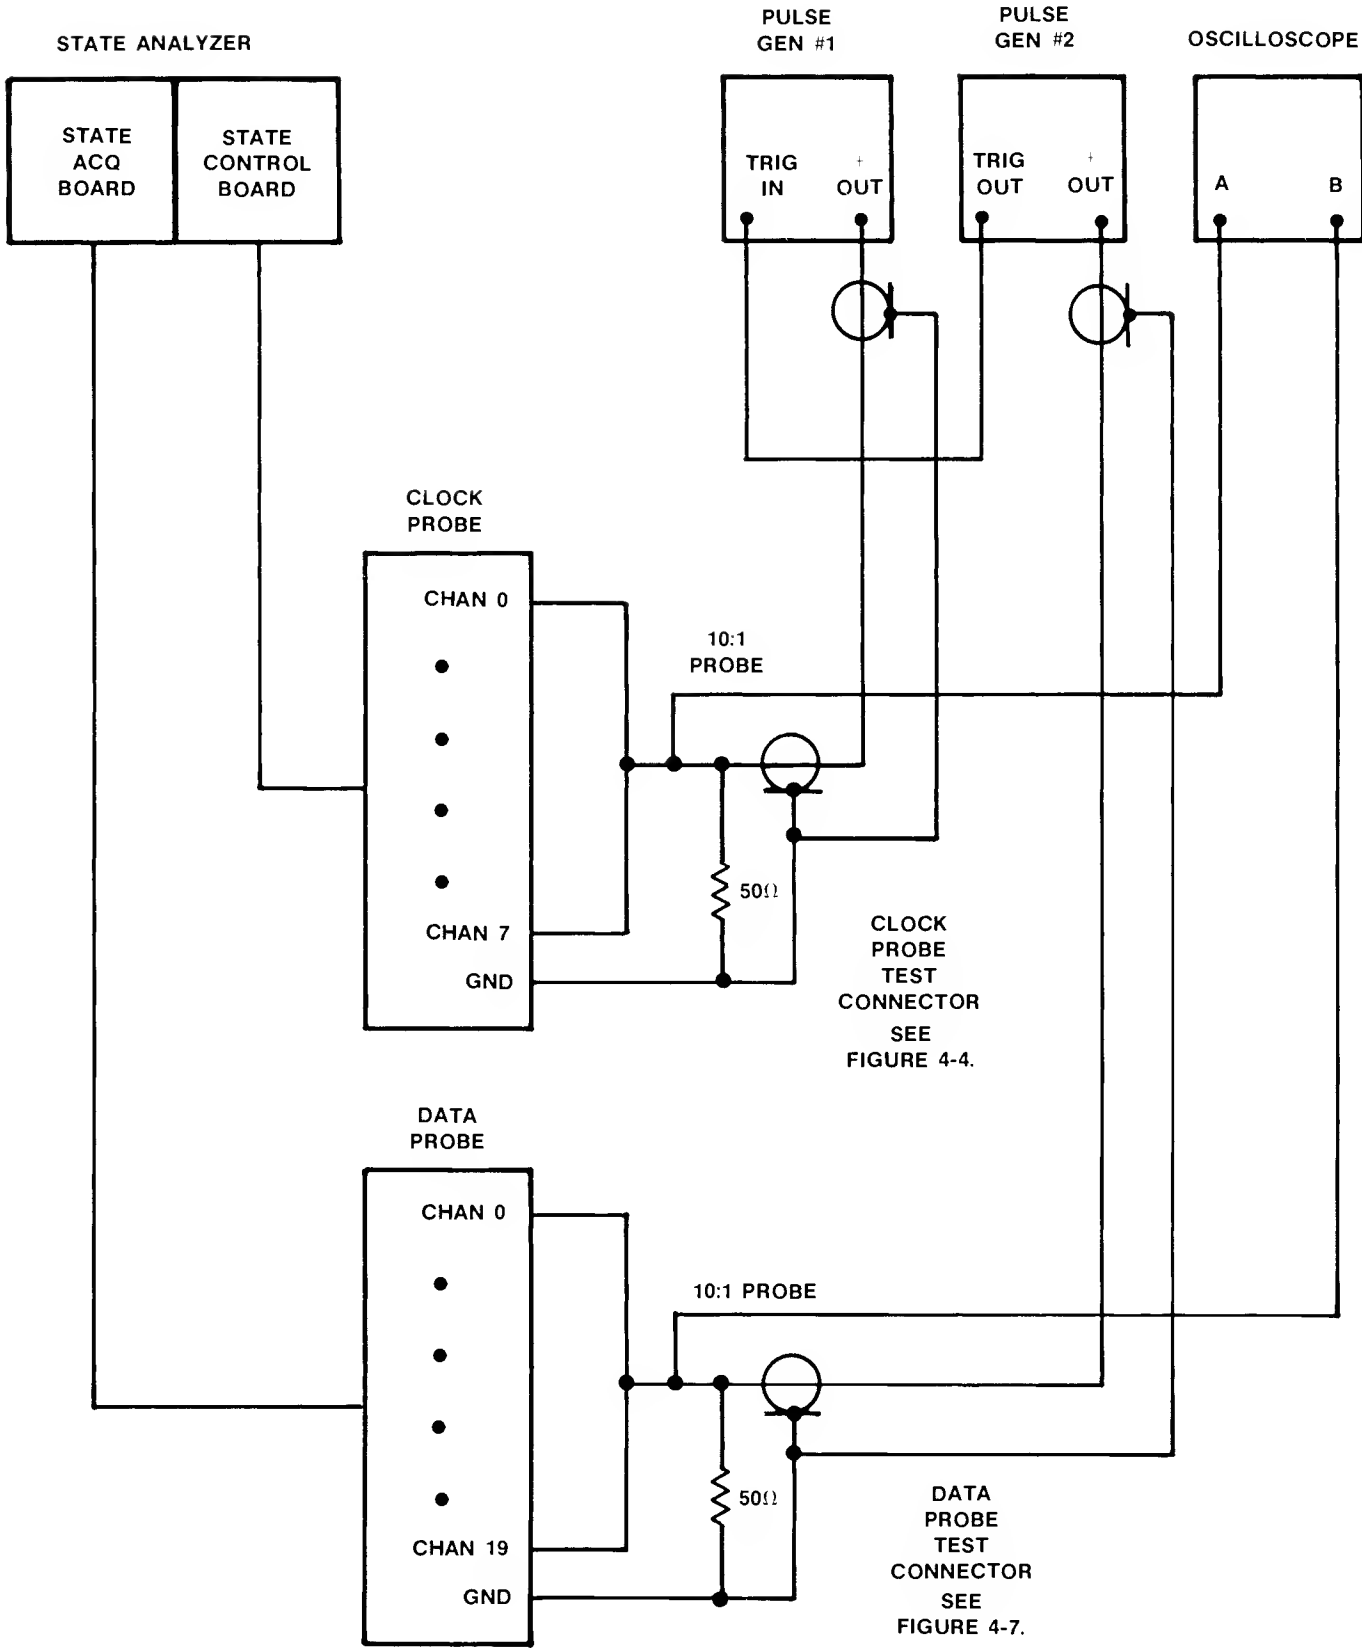 STATE ANALYZER
PULSE
GEN #1
PULSE
GEN #2
OSCILLOSCOPE
STATE
ACQ
BOARD
STATE
CONTROL
BOARD
TRIG
IN
+
OUT
TRIG
OUT
+
OUT
A
B
CLOCK
PROBE
CHAN 0
CHAN 7
GND
10:1
PROBE
50Ω
CLOCK
PROBE
TEST
CONNECTOR
SEE
FIGURE 4-4.
DATA
PROBE
CHAN 0
CHAN 19
GND
10:1 PROBE
50Ω
DATA
PROBE
TEST
CONNECTOR
SEE
FIGURE 4-7.